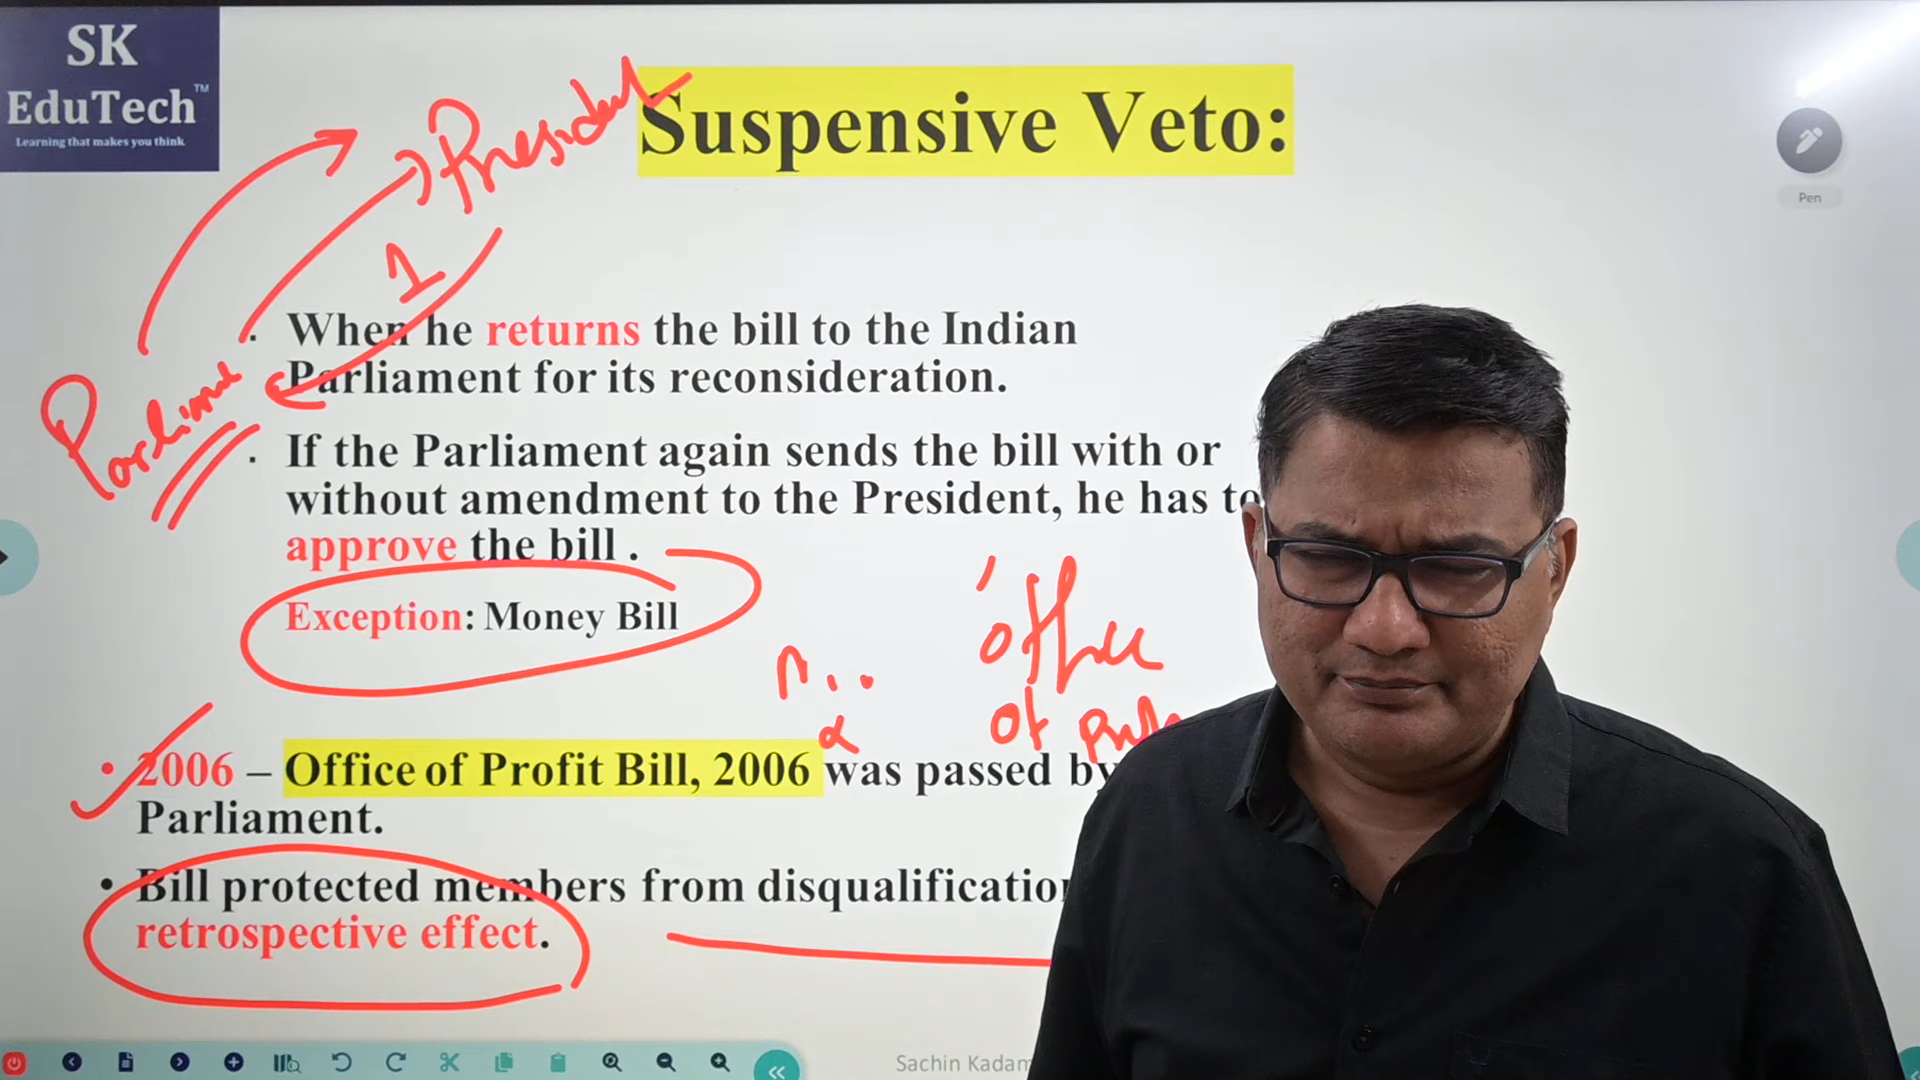 SK
EduTech™
Learning that makes you think
Suspensive Veto:
President
Pen
1
· When he returns the bill to the Indian
Parliament for its reconsideration.
· If the Parliament again sends the bill with or
without amendment to the President, he has to
approve the bill .
Exception: Money Bill
office
of
• 2006 – Office of Profit Bill, 2006 was passed by
Parliament.
• Bill protected members from
retrospective effect.
Sachin Kadam